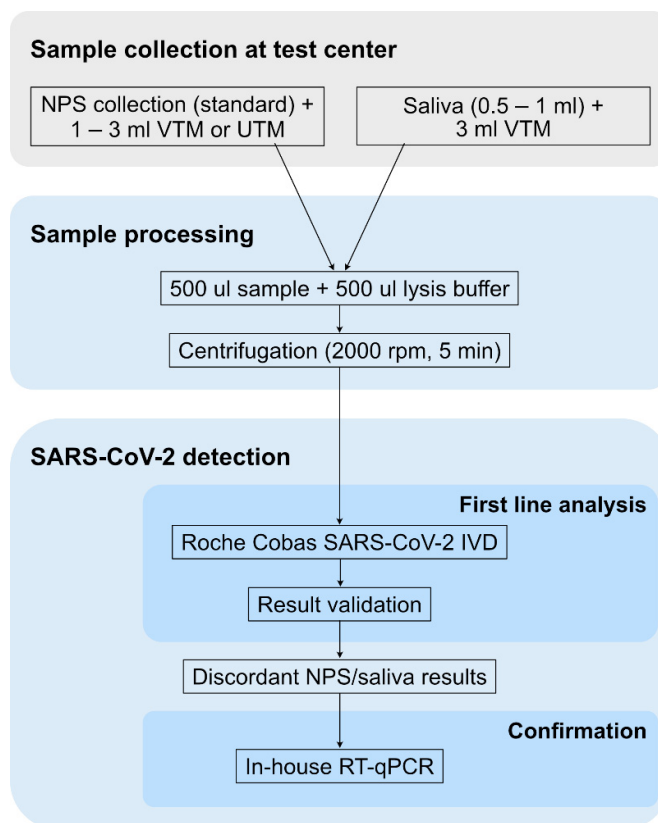 Sample collection at test center
NPS collection (standard) +
1 – 3 ml VTM or UTM
Saliva (0.5 – 1 ml) +
3 ml VTM
Sample processing
500 ul sample + 500 ul lysis buffer
Centrifugation (2000 rpm, 5 min)
SARS-CoV-2 detection
First line analysis
Roche Cobas SARS-CoV-2 IVD
Result validation
Discordant NPS/saliva results
Confirmation
In-house RT-qPCR